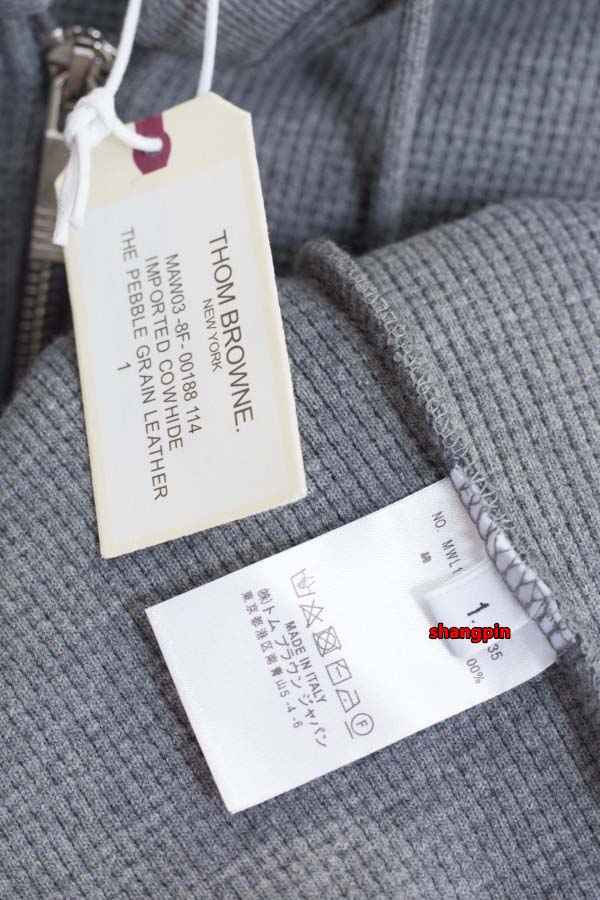 THOM BROWNE.
NEW YORK
MAW03 -8F- 00188 114
IMPORTED COWHIDE
THE PEBBLE GRAIN LEATHER
1
NO. MWL1
35
綿
00%
1.
shangpin
MADE IN ITALY
(株)トム ブラウン ジャパン
東京都港区南青山5 -4 -6